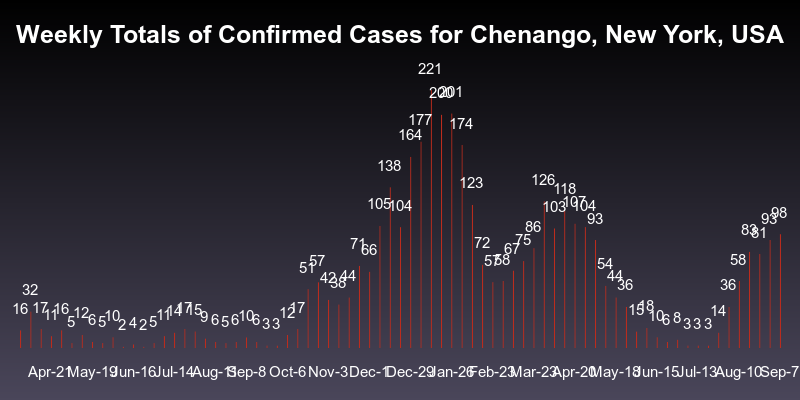 Weekly Totals of Confirmed Cases for Chenango, New York, USA
16 32 17 11 16 5 12 6 5 10 2 4 2 5 11 14 17 15 9 6 5 6 10 6 3 3 12 17 51 57 42 38 44 71 66 105 138 104 164 177 221 200 201 174 123 72 57 58 67 75 86 126 103 118 107 104 93 54 44 36 15 18 10 6 8 3 3 3 14 36 58 83 81 93 98
Apr-21 May-19 Jun-16 Jul-14 Aug-11 Sep-8 Oct-6 Nov-3 Dec-1 Dec-29 Jan-26 Feb-23 Mar-23 Apr-20 May-18 Jun-15 Jul-13 Aug-10 Sep-7